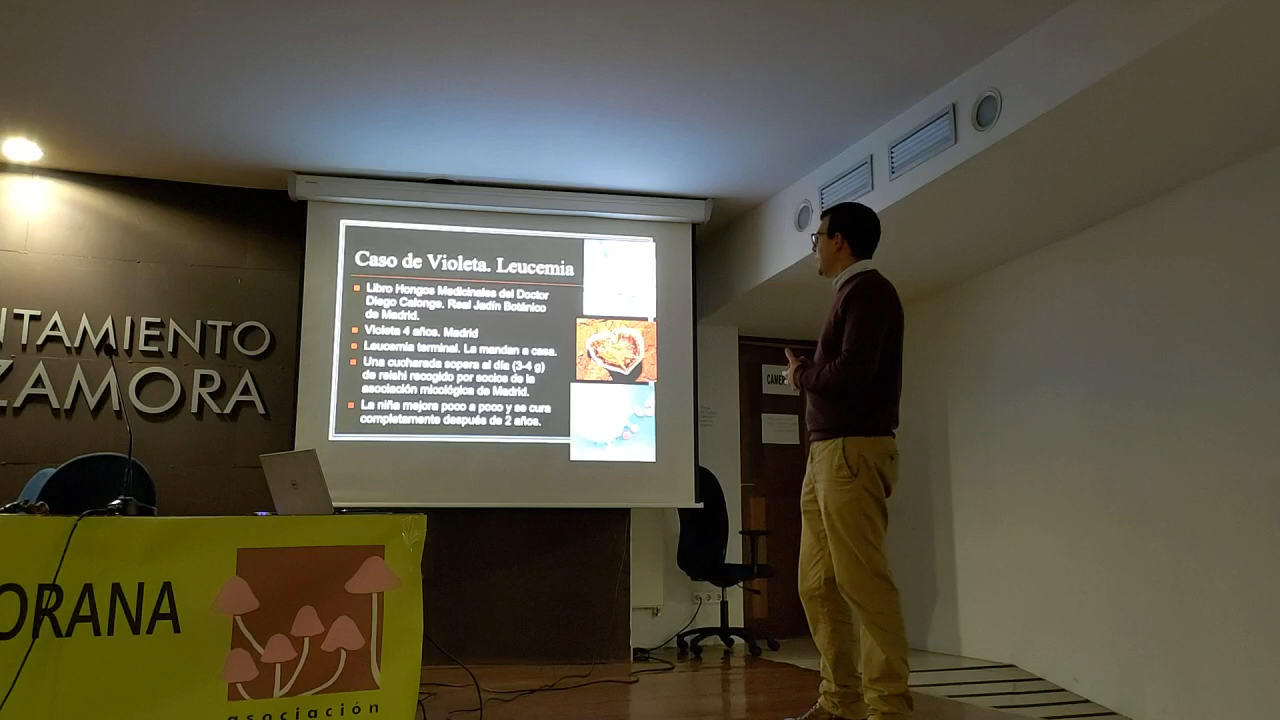 NTAMIENTO
ZAMORA
Caso de Violeta. Leucemia
Libro Hongos Medicinales del Doctor
Diego Calonge. Real Jadín Botánico
de Madrid.
Violeta 4 años. Madrid
Leucemia terminal. La mandan a casa.
Una cucharada sopera al día (3-4 g)
de reishi recogido por socios de la
asociación micológica de Madrid.
La niña mejora poco a poco y se cura
completamente después de 2 años.
CAMER
ORANA
asociación